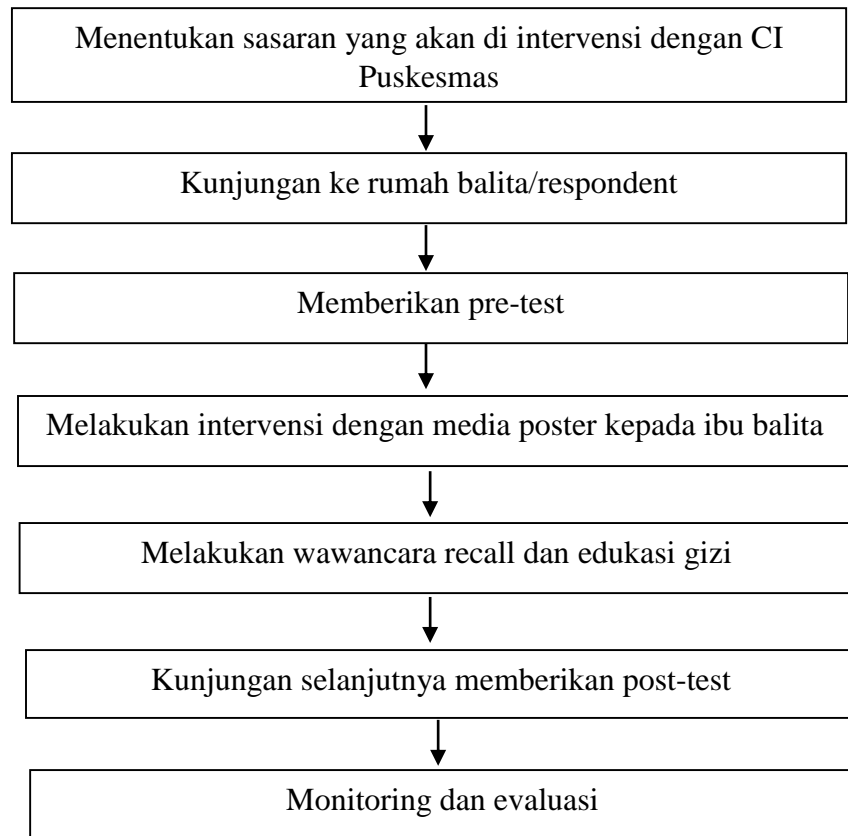 Menentukan sasaran yang akan di intervensi dengan CI
Puskesmas
Kunjungan ke rumah balita/respondent
Memberikan pre-test
Melakukan intervensi dengan media poster kepada ibu balita
Melakukan wawancara recall dan edukasi gizi
Kunjungan selanjutnya memberikan post-test
Monitoring dan evaluasi